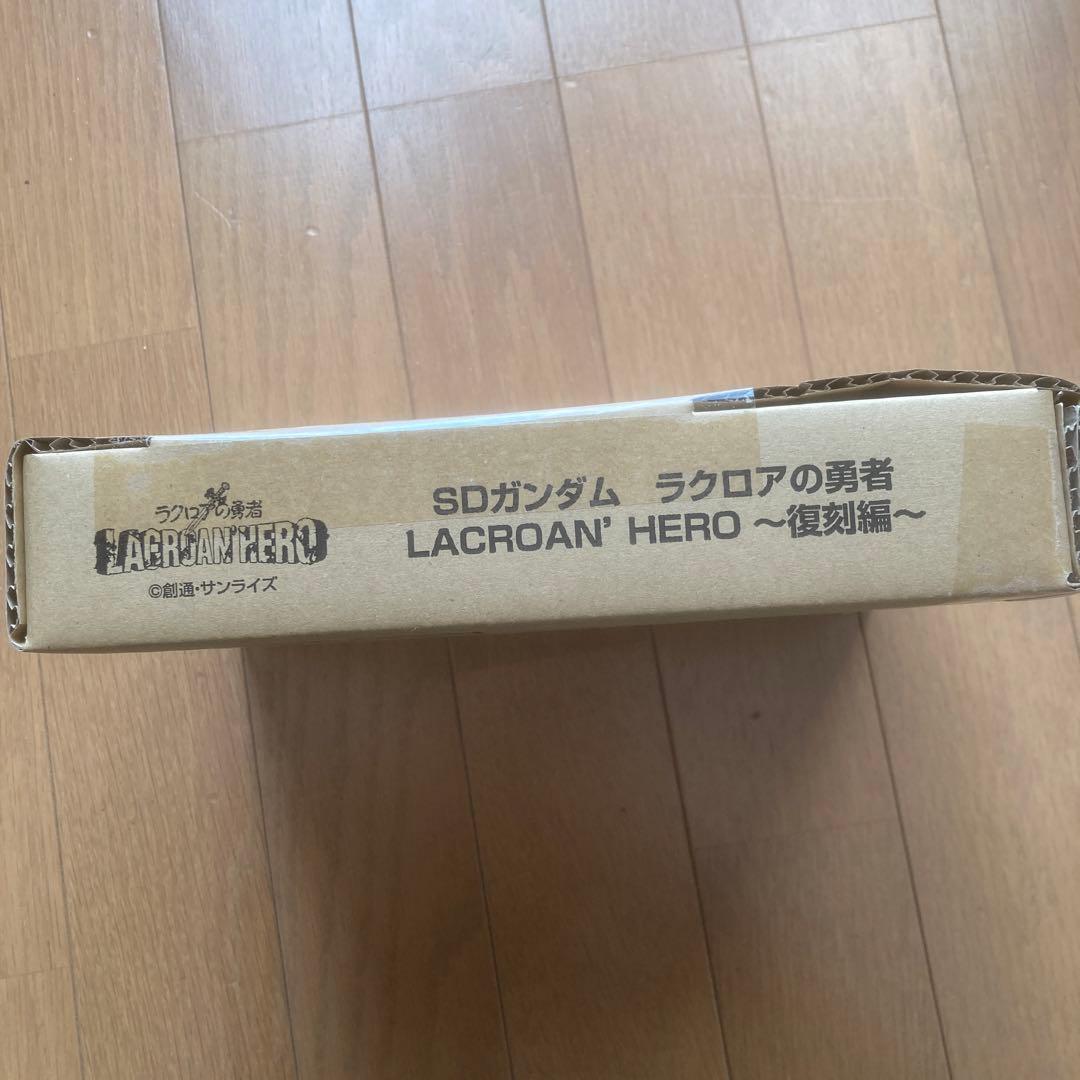 ラクロアの勇者
LACROAN'HERO
©創通・サンライズ
SDガンダム　ラクロアの勇者
LACROAN’ HERO ～復刻編～